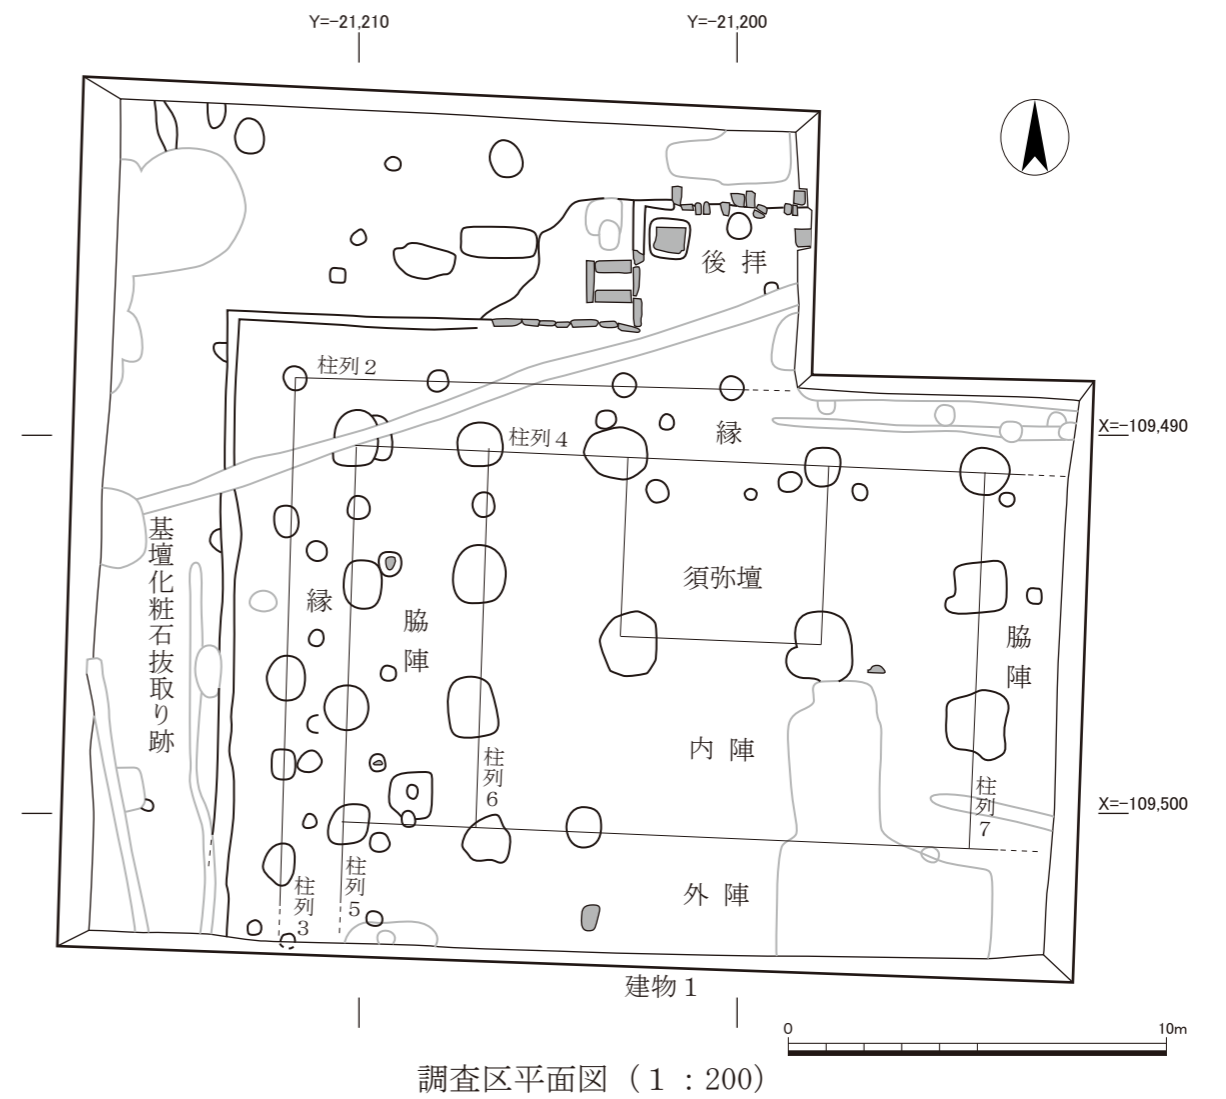 Y=-21,210
Y=-21,200
後 拝
柱列２
柱列４
縁
X=-109,490
基壇化粧石抜取り跡
縁
脇陣
須弥壇
脇陣
内 陣
柱列６
柱列７
X=-109,500
柱列５
柱列３
外 陣
建物１
0
10m
調査区平面図（１：200）